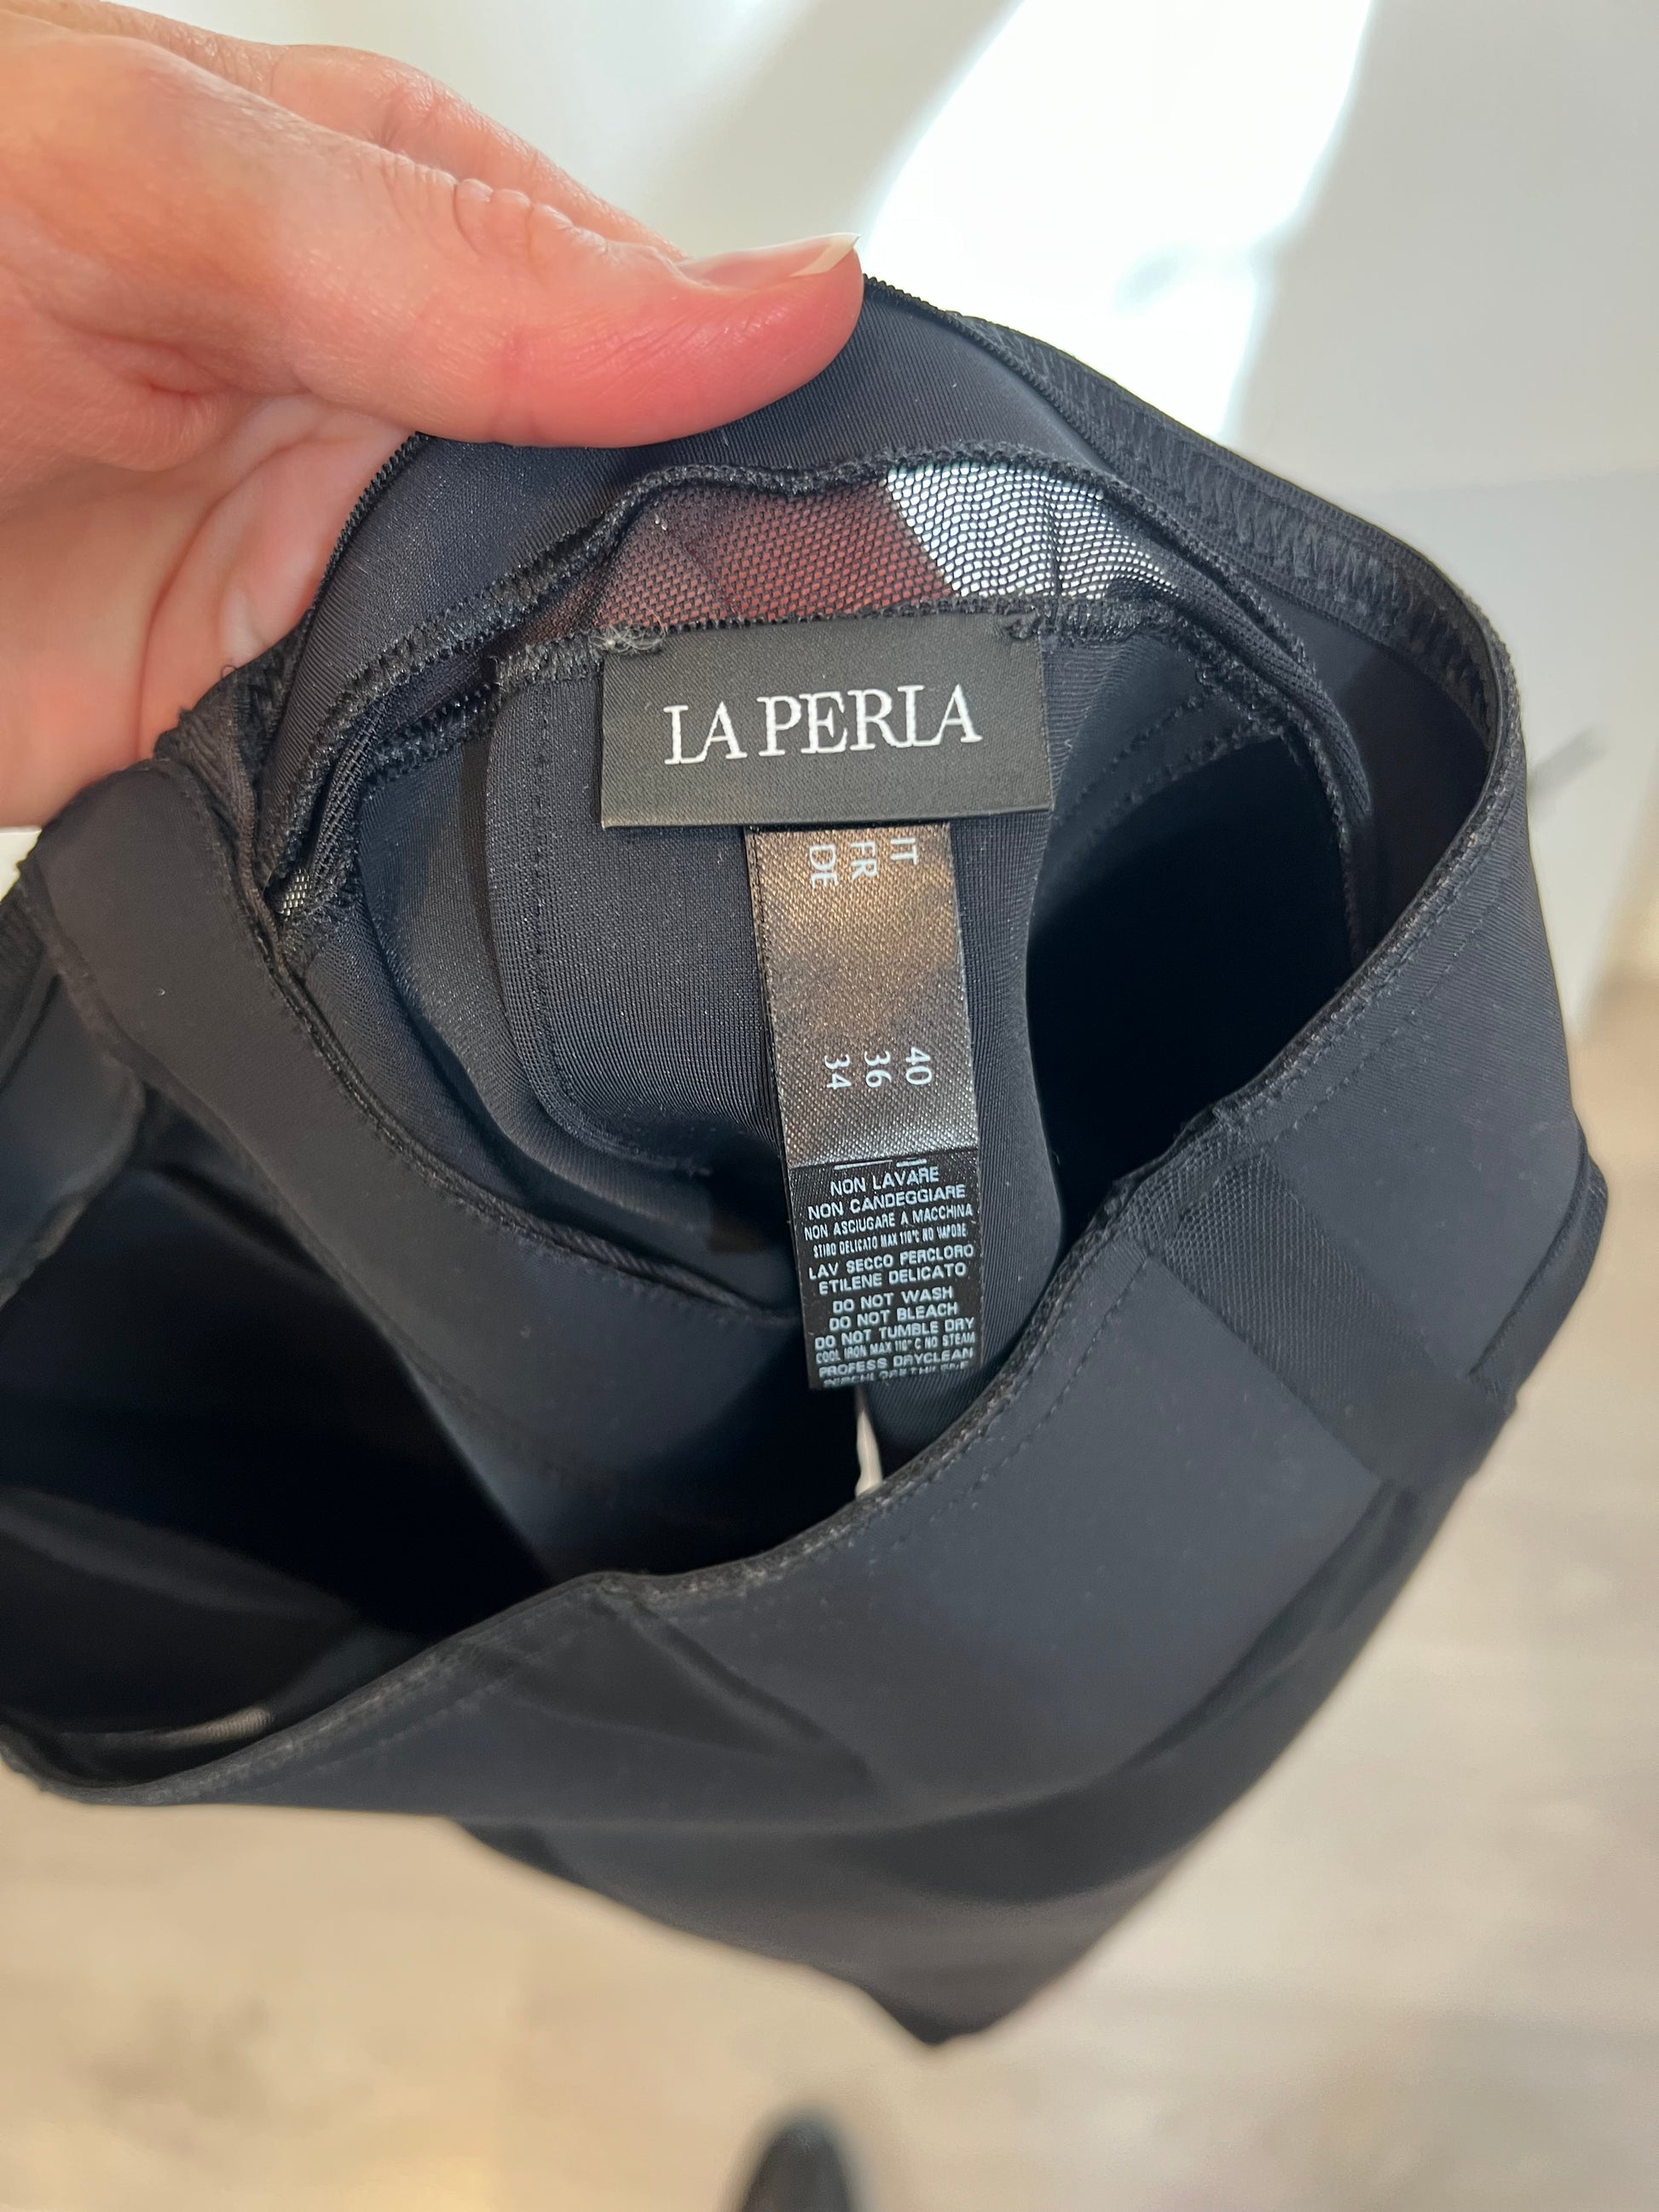 LA PERLA
IT 40
FR 36
DE 34
NON LAVARE
NON CANDEGGIARE
NON ASCIUGARE A MACCHINA
STIRO DELICATO MAX 110°C NO VAPORE
LAV SECCO PERCLORO
ETILENE DELICATO
DO NOT WASH
DO NOT BLEACH
DO NOT TUMBLE DRY
COOL IRON MAX 110°C NO STEAM
PROFESS DRYCLEAN